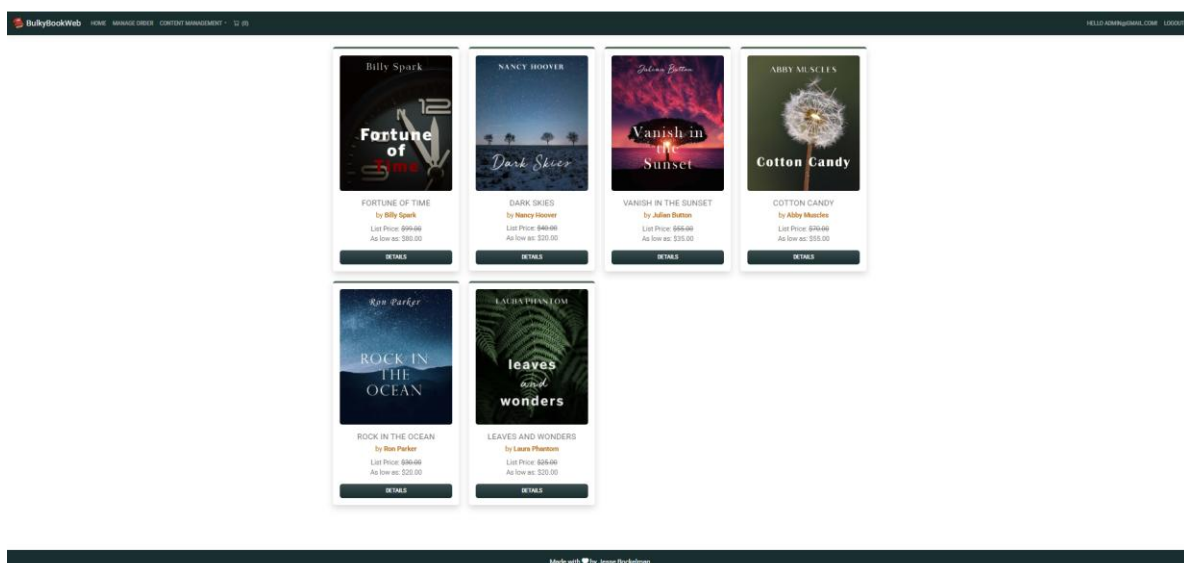 BulkyBookWeb HOME MANAGE ORDER CONTENT MANAGEMENT (0) HELLO ADMIN@GMAIL.COM! LOGOUT
Billy Spark
12
Fortune
of
Time
FORTUNE OF TIME
by Billy Spark
List Price: $99.00
As low as: $80.00
DETAILS
NANCY HOOVER
Dark Skies
DARK SKIES
by Nancy Hoover
List Price: $40.00
As low as: $20.00
DETAILS
Julian Button
Vanish in
the
Sunset
VANISH IN THE SUNSET
by Julian Button
List Price: $55.00
As low as: $35.00
DETAILS
ABBY MUSCLES
Cotton Candy
COTTON CANDY
by Abby Muscles
List Price: $70.00
As low as: $55.00
DETAILS
Ron Parker
ROCK IN
THE
OCEAN
ROCK IN THE OCEAN
by Ron Parker
List Price: $30.00
As low as: $20.00
DETAILS
LAURA PHANTOM
leaves
and
wonders
LEAVES AND WONDERS
by Laura Phantom
List Price: $25.00
As low as: $20.00
DETAILS
Made with by Jesse